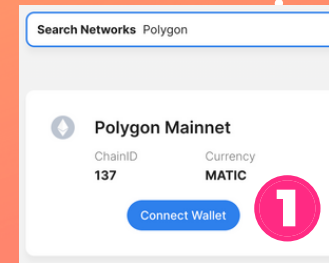 Search Networks Polygon
Polygon Mainnet
ChainID Currency
137 MATIC
Connect Wallet
1